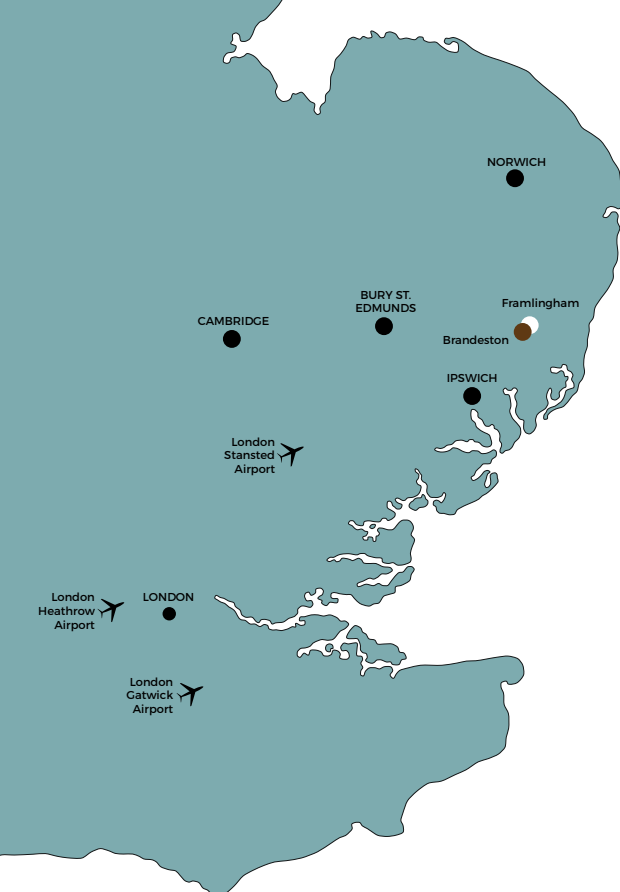 NORWICH
BURY ST.
EDMUNDS
Framlingham
CAMBRIDGE
Brandeston
IPSWICH
London
Stansted
Airport
London
Heathrow
Airport
LONDON
London
Gatwick
Airport